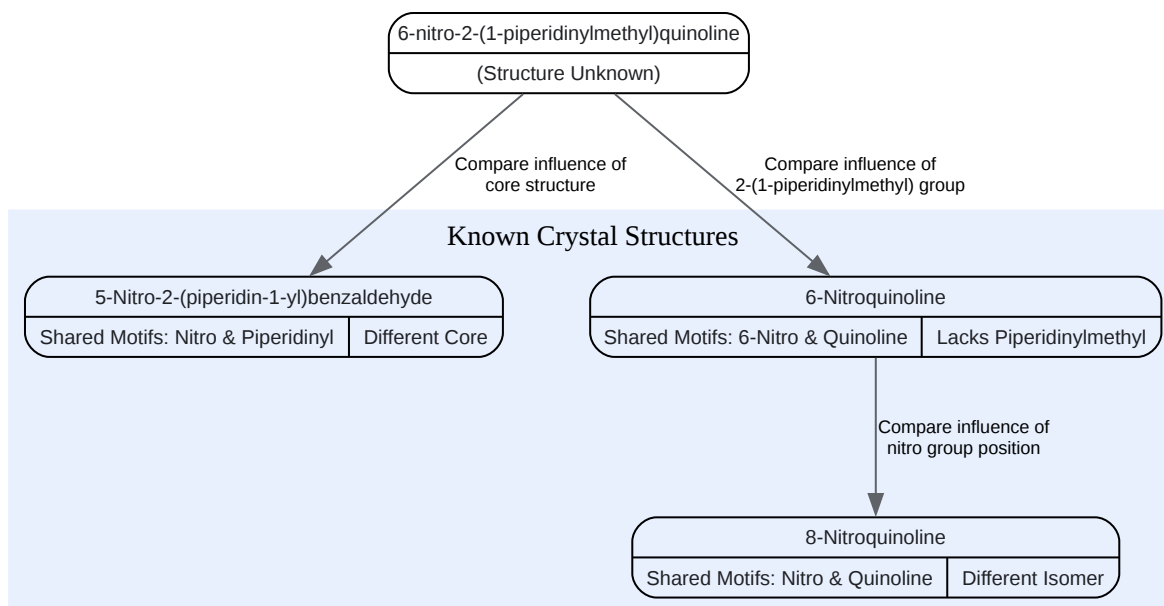 6-nitro-2-(1-piperidinylmethyl)quinoline
(Structure Unknown)
Compare influence of
core structure
Compare influence of
2-(1-piperidinylmethyl) group
Known Crystal Structures
5-Nitro-2-(piperidin-1-yl)benzaldehyde
Shared Motifs: Nitro & Piperidinyl
Different Core
6-Nitroquinoline
Shared Motifs: 6-Nitro & Quinoline
Lacks Piperidinylmethyl
Compare influence of
nitro group position
8-Nitroquinoline
Shared Motifs: Nitro & Quinoline
Different Isomer